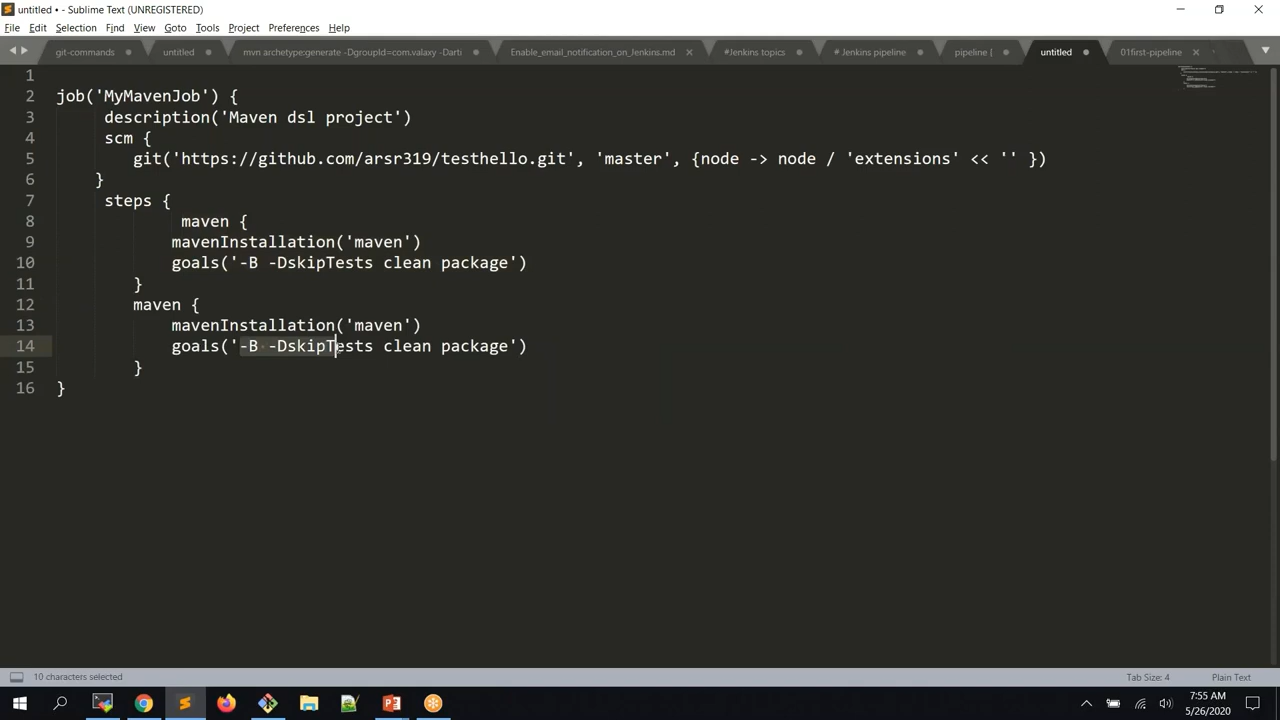 untitled • - Sublime Text (UNREGISTERED)
File Edit Selection Find View Goto Tools Project Preferences Help
git-commands untitled mvn archetype:generate -DgroupId=com.valaxy -Darti Enable_email_notification_on_Jenkins.md #Jenkins topics # Jenkins pipeline pipeline | untitled 01first-pipeline
1
2 job('MyMavenJob') {
3 description('Maven dsl project')
4 scm {
5 git('https://github.com/arsr319/testhello.git', 'master', {node -> node / 'extensions' << '' })
6 }
7 steps {
8 maven {
9 mavenInstallation('maven')
10 goals('-B -DskipTests clean package')
11 }
12 maven {
13 mavenInstallation('maven')
14 goals('-B -DskipTests clean package')
15 }
16 }
10 characters selected Tab Size: 4 Plain Text
7:55 AM
5/26/2020